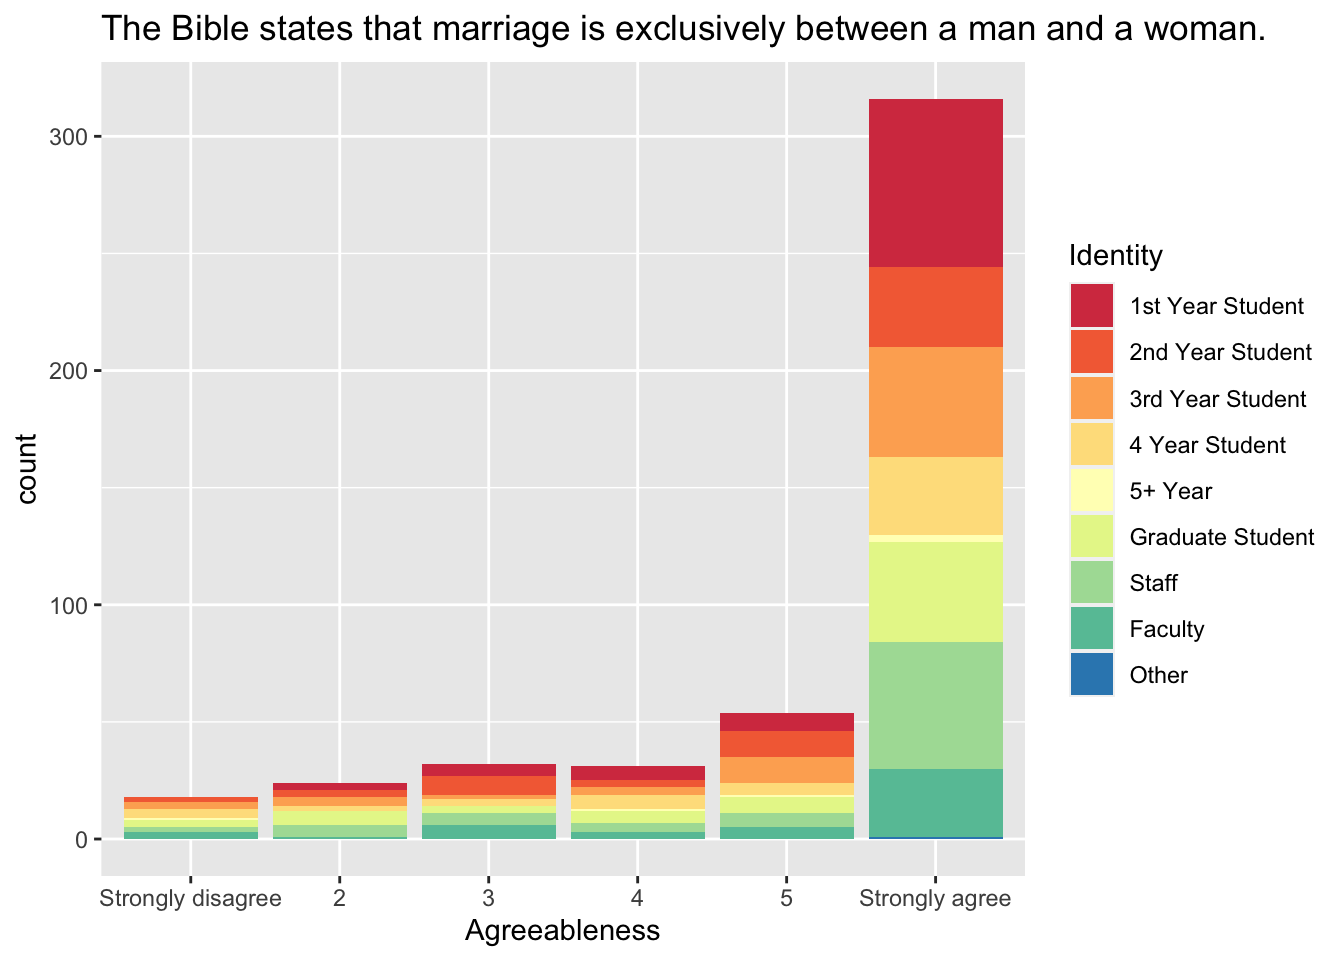 The Bible states that marriage is exclusively between a man and a woman.
300
200
100
0
count
Strongly disagree 2 3 4 5 Strongly agree
Agreeableness
Identity
1st Year Student
2nd Year Student
3rd Year Student
4 Year Student
5+ Year
Graduate Student
Staff
Faculty
Other